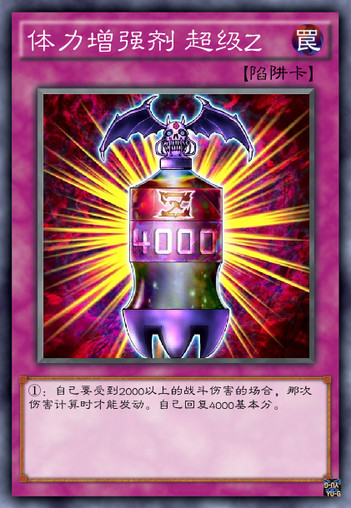 体力增强剂 超级Z
罠
【陷阱卡】
4000
①：自己要受到2000以上的战斗伤害的场合，那次
伤害计算时才能发动。自己回复4000基本分。